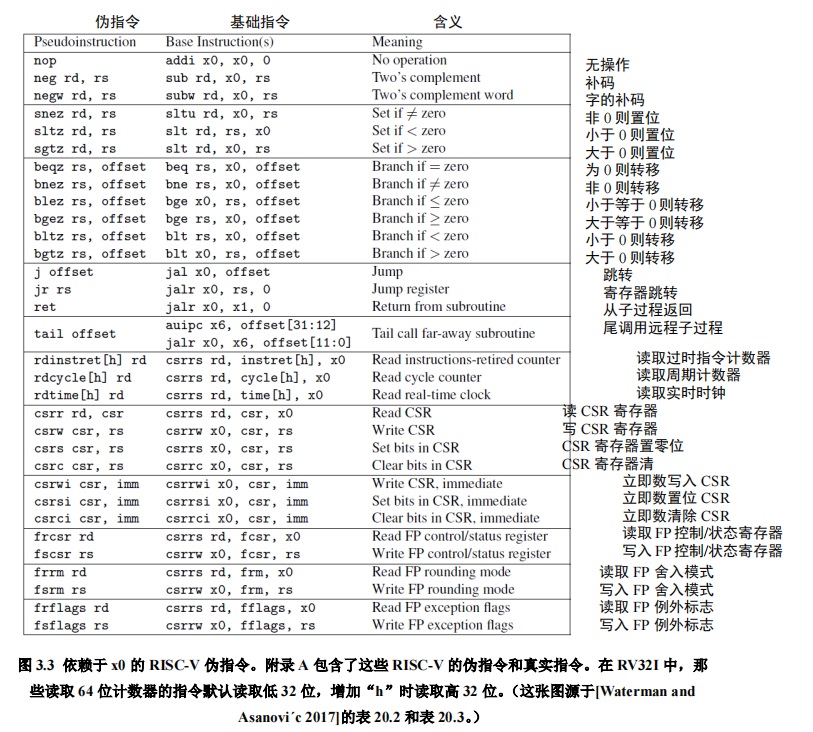 伪指令 基础指令 含义
Pseudoinstruction Base Instruction(s) Meaning
nop addi x0, x0, 0 No operation 无操作
neg rd, rs sub rd, x0, rs Two's complement 补码
negw rd, rs subw rd, x0, rs Two's complement word 字的补码
snez rd, rs sltu rd, x0, rs Set if ≠ zero 非 0 则置位
sltz rd, rs slt rd, rs, x0 Set if < zero 小于 0 则置位
sgtz rd, rs slt rd, x0, rs Set if > zero 大于 0 则置位
beqz rs, offset beq rs, x0, offset Branch if = zero 为 0 则转移
bnez rs, offset bne rs, x0, offset Branch if ≠ zero 非 0 则转移
blez rs, offset bge x0, rs, offset Branch if ≤ zero 小于等于 0 则转移
bgez rs, offset bge rs, x0, offset Branch if ≥ zero 大于等于 0 则转移
bltz rs, offset blt rs, x0, offset Branch if < zero 小于 0 则转移
bgtz rs, offset blt x0, rs, offset Branch if > zero 大于 0 则转移
j offset jal x0, offset Jump 跳转
jr rs jalr x0, rs, 0 Jump register 寄存器跳转
ret jalr x0, x1, 0 Return from subroutine 从子过程返回
tail offset auipc x6, offset[31:12] Tail call far-away subroutine 尾调用远程子过程
jalr x0, x6, offset[11:0]
rdinstret[h] rd csrrs rd, instret[h], x0 Read instructions-retired counter 读取过时指令计数器
rdcycle[h] rd csrrs rd, cycle[h], x0 Read cycle counter 读取周期计数器
rdtime[h] rd csrrs rd, time[h], x0 Read real-time clock 读取实时时钟
csrr rd, csr csrrs rd, csr, x0 Read CSR 读 CSR 寄存器
csrw csr, rs csrrw x0, csr, rs Write CSR 写 CSR 寄存器
csrs csr, rs csrrs x0, csr, rs Set bits in CSR CSR 寄存器置零位
csrc csr, rs csrrc x0, csr, rs Clear bits in CSR CSR 寄存器清
csrwi csr, imm csrrwi x0, csr, imm Write CSR, immediate 立即数写入 CSR
csrsi csr, imm csrrsi x0, csr, imm Set bits in CSR, immediate 立即数置位 CSR
csrci csr, imm csrrci x0, csr, imm Clear bits in CSR, immediate 立即数清除 CSR
frcsr rd csrrs rd, fcsr, x0 Read FP control/status register 读取 FP 控制/状态寄存器
fscsr rs csrrw x0, fcsr, rs Write FP control/status register 写入 FP 控制/状态寄存器
frrm rd csrrs rd, frm, x0 Read FP rounding mode 读取 FP 舍入模式
fsrm rs csrrw x0, frm, rs Write FP rounding mode 写入 FP 舍入模式
frflags rd csrrs rd, fflags, x0 Read FP exception flags 读取 FP 例外标志
fsflags rs csrrw x0, fflags, rs Write FP exception flags 写入 FP 例外标志
图 3.3 依赖于 x0 的 RISC-V 伪指令。附录 A 包含了这些 RISC-V 的伪指令和真实指令。在 RV32I 中，那
些读取 64 位计数器的指令默认读取低 32 位，增加“h”时读取高 32 位。（这张图源于[Waterman and
Asanovi´c 2017]的表 20.2 和表 20.3。）